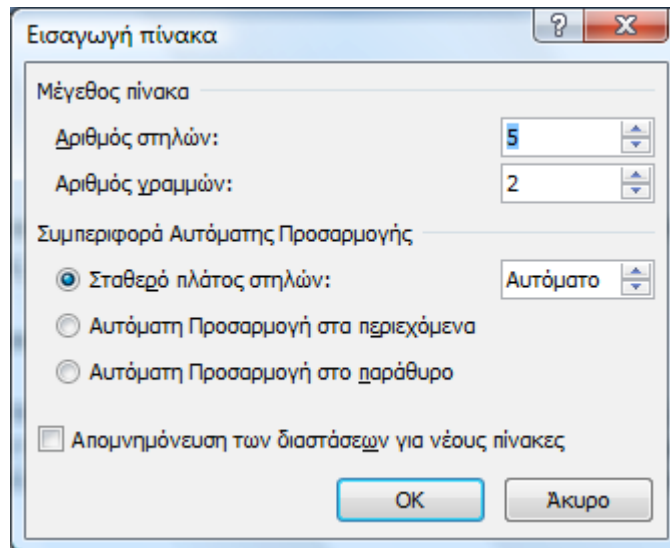 Εισαγωγή πίνακα
Μέγεθος πίνακα
Αριθμός στηλών: 5
Αριθμός γραμμών: 2
Συμπεριφορά Αυτόματης Προσαρμογής
Σταθερό πλάτος στηλών: Αυτόματο
Αυτόματη Προσαρμογή στα περιεχόμενα
Αυτόματη Προσαρμογή στο παράθυρο
Απομνημόνευση των διαστάσεων για νέους πίνακες
OK Άκυρο